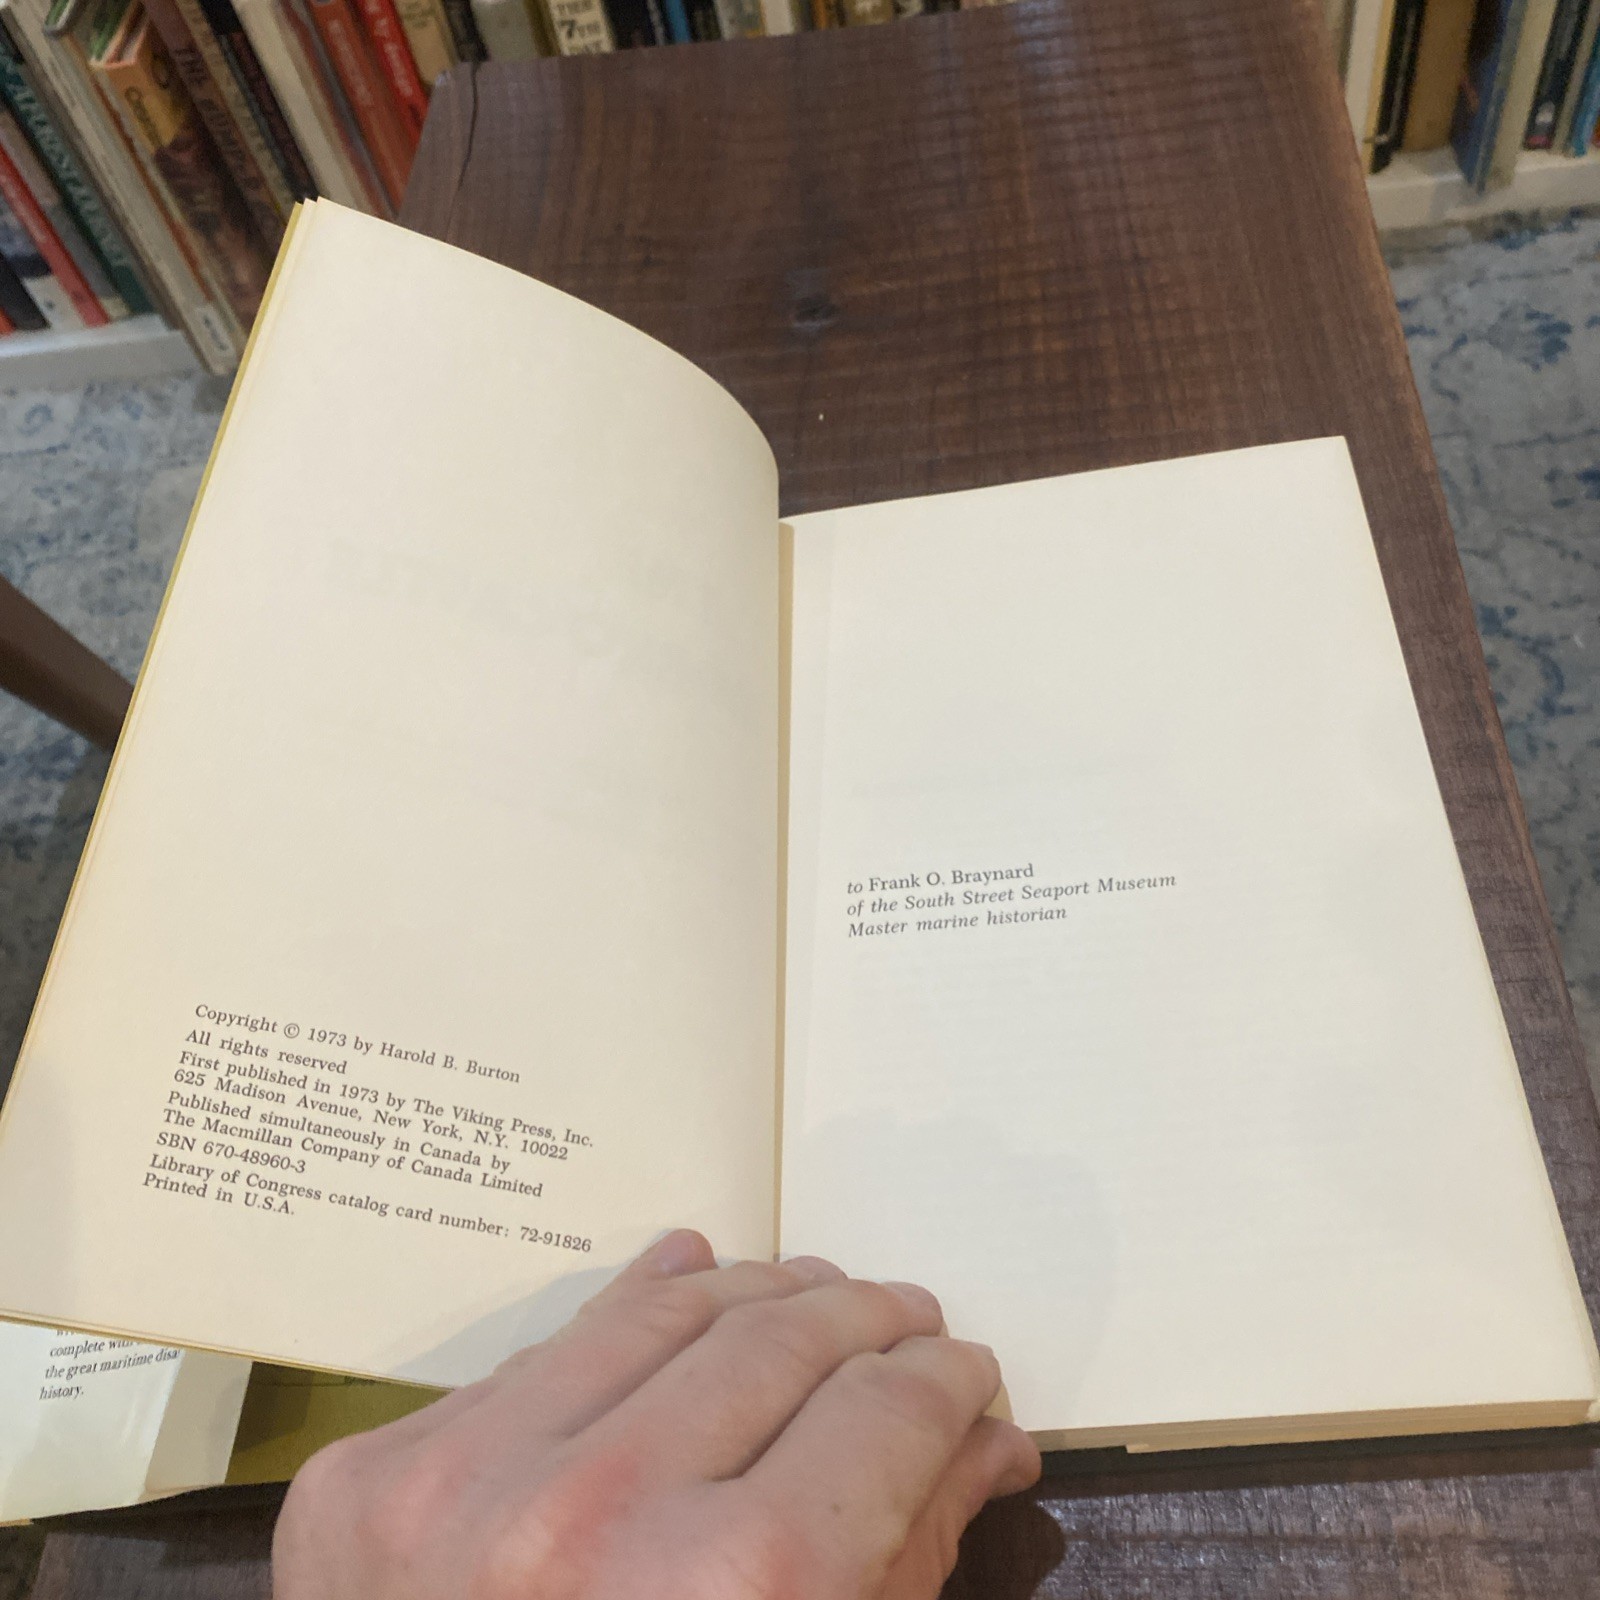 7TH
Copyright © 1973 by Harold B. Burton
All rights reserved
First published in 1973 by The Viking Press, Inc.
625 Madison Avenue, New York, N.Y. 10022
Published simultaneously in Canada by
The Macmillan Company of Canada Limited
SBN 670-48960-3
Library of Congress catalog card number: 72-91826
Printed in U.S.A.
to Frank O. Braynard
of the South Street Seaport Museum
Master marine historian
complete
the great maritime
history.